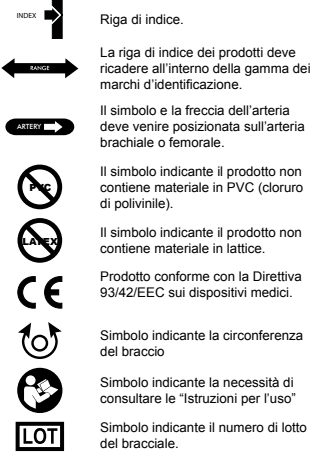 INDEX
Riga di indice.
RANGE
La riga di indice dei prodotti deve
ricadere all'interno della gamma dei
marchi d'identificazione.
ARTERY
Il simbolo e la freccia dell'arteria
deve venire posizionata sull'arteria
brachiale o femorale.
PVC
Il simbolo indicante il prodotto non
contiene materiale in PVC (cloruro
di polivinile).
LATEX
Il simbolo indicante il prodotto non
contiene materiale in lattice.
CE
Prodotto conforme con la Direttiva
93/42/EEC sui dispositivi medici.
Simbolo indicante la circonferenza
del braccio
Simbolo indicante la necessità di
consultare le “Istruzioni per l'uso”
LOT
Simbolo indicante il numero di lotto
del bracciale.